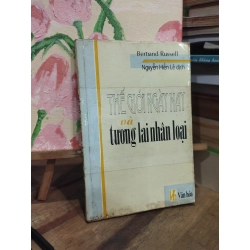 Bertrand Russell
Nguyễn Hiến Lê dịch
THẾ GIỚI NGÀY NAY
và
tương lai nhân loại
Văn hóa